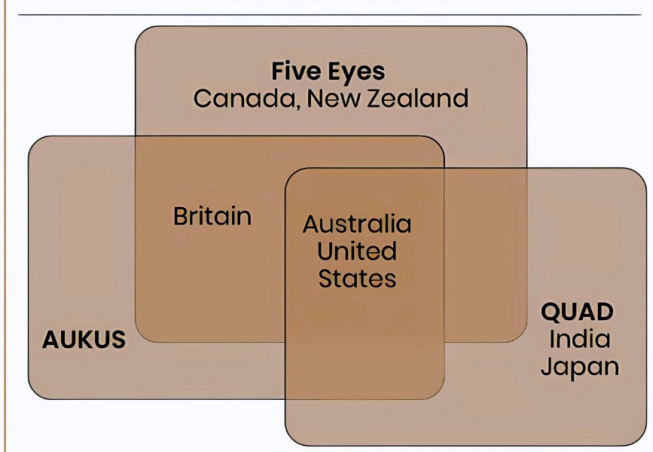 Five Eyes
Canada, New Zealand
Britain
Australia
United
States
AUKUS
QUAD
India
Japan